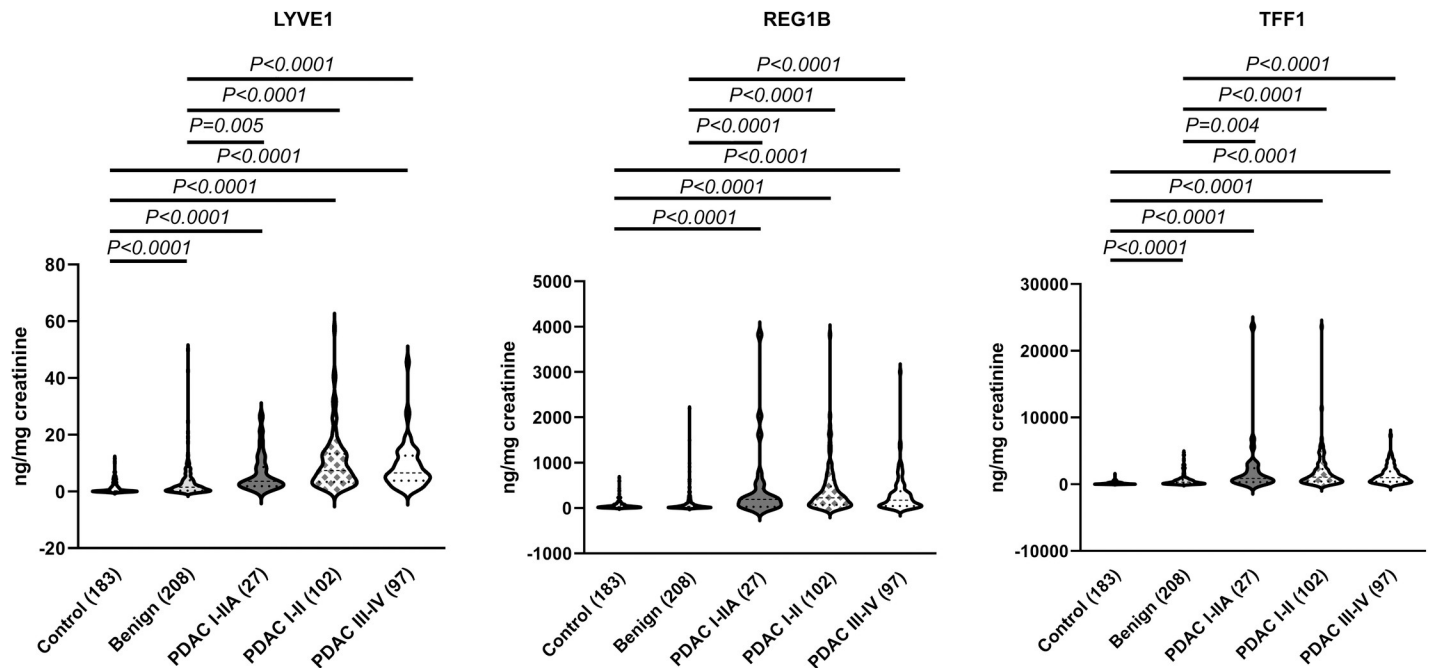 LYVE1
P<0.0001
P<0.0001
P=0.005
P<0.0001
P<0.0001
P<0.0001
P<0.0001
ng/mg creatinine
80
60
40
20
0
-20
Control (183)
Benign (208)
PDAC I-IIA (27)
PDAC I-II (102)
PDAC III-IV (97)
REG1B
P<0.0001
P<0.0001
P<0.0001
P<0.0001
P<0.0001
P<0.0001
ng/mg creatinine
5000
4000
3000
2000
1000
0
-1000
Control (183)
Benign (208)
PDAC I-IIA (27)
PDAC I-II (102)
PDAC III-IV (97)
TFF1
P<0.0001
P<0.0001
P=0.004
P<0.0001
P<0.0001
P<0.0001
P<0.0001
ng/mg creatinine
30000
20000
10000
0
-10000
Control (183)
Benign (208)
PDAC I-IIA (27)
PDAC I-II (102)
PDAC III-IV (97)